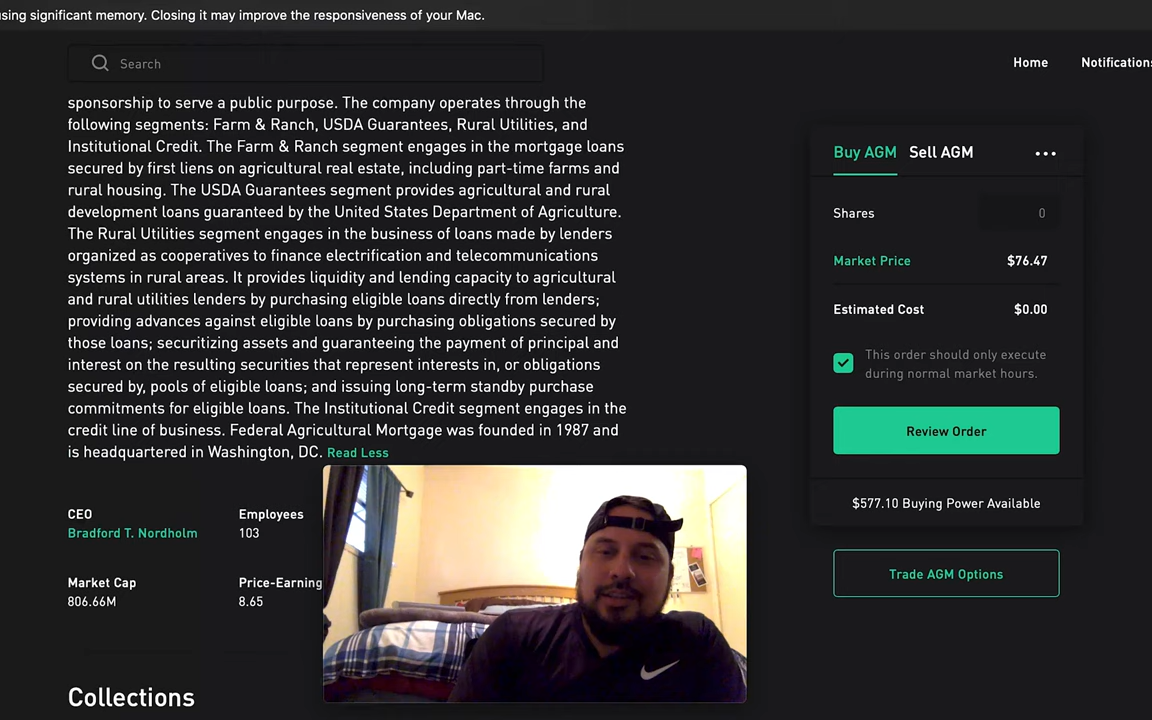 using significant memory. Closing it may improve the responsiveness of your Mac.
Search
Home
Notifications
sponsorship to serve a public purpose. The company operates through the
following segments: Farm & Ranch, USDA Guarantees, Rural Utilities, and
Institutional Credit. The Farm & Ranch segment engages in the mortgage loans
secured by first liens on agricultural real estate, including part-time farms and
rural housing. The USDA Guarantees segment provides agricultural and rural
development loans guaranteed by the United States Department of Agriculture.
The Rural Utilities segment engages in the business of loans made by lenders
organized as cooperatives to finance electrification and telecommunications
systems in rural areas. It provides liquidity and lending capacity to agricultural
and rural utilities lenders by purchasing eligible loans directly from lenders;
providing advances against eligible loans by purchasing obligations secured by
those loans; securitizing assets and guaranteeing the payment of principal and
interest on the resulting securities that represent interests in, or obligations
secured by, pools of eligible loans; and issuing long-term standby purchase
commitments for eligible loans. The Institutional Credit segment engages in the
credit line of business. Federal Agricultural Mortgage was founded in 1987 and
is headquartered in Washington, DC. Read Less
CEO
Bradford T. Nordholm
Employees
103
Market Cap
806.66M
Price-Earning
8.65
Collections
Buy AGM
Sell AGM
Shares
0
Market Price
$76.47
Estimated Cost
$0.00
This order should only execute
during normal market hours.
Review Order
$577.10 Buying Power Available
Trade AGM Options